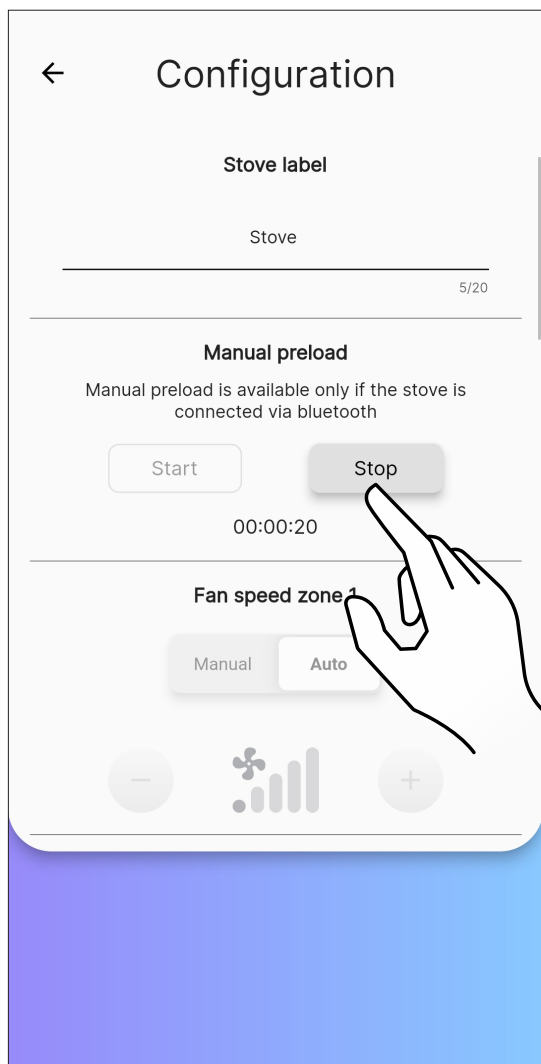 Configuration
Stove label
Stove
5/20
Manual preload
Manual preload is available only if the stove is
connected via bluetooth
Start Stop
00:00:20
Fan speed zone 1
Manual Auto